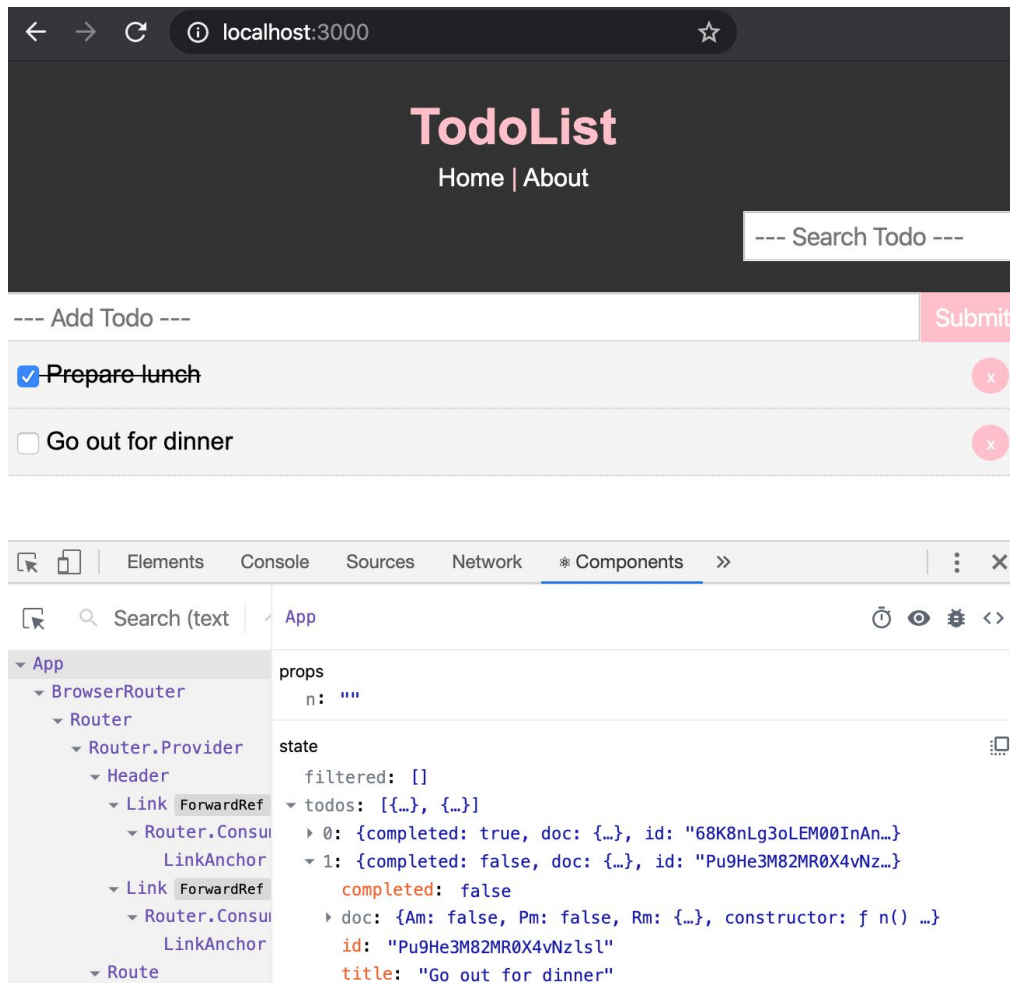 localhost:3000
TodoList
Home | About
--- Search Todo ---
--- Add Todo ---
Submit
Prepare lunch
x
Go out for dinner
x
Elements Console Sources Network Components »
Search (text
App
App
props
n: ""
BrowserRouter
Router
Router.Provider
state
Header
filtered: []
Link ForwardRef
todos: [{…}, {…}]
Router.Consu
0: {completed: true, doc: {…}, id: "68K8nLg3oLEM00InAn…}
LinkAnchor
1: {completed: false, doc: {…}, id: "Pu9He3M82MR0X4vNz…}
Link ForwardRef
completed: false
Router.Consu
doc: {Am: false, Pm: false, Rm: {…}, constructor: ƒ n() …}
LinkAnchor
id: "Pu9He3M82MR0X4vNzlsl"
Route
title: "Go out for dinner"